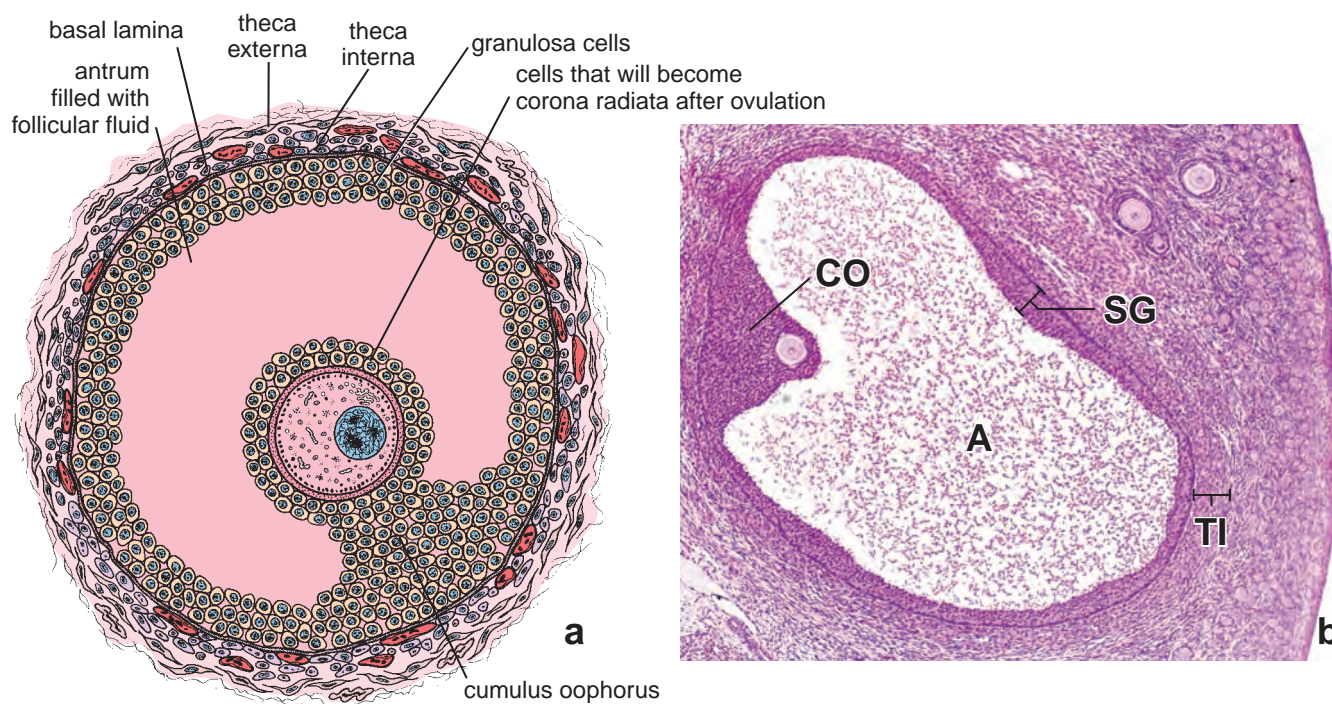 basal lamina
theca
externa
theca
interna
granulosa cells
antrum
filled with
follicular fluid
cells that will become
corona radiata after ovulation
cumulus oophorus
a
CO
SG
A
TI
b